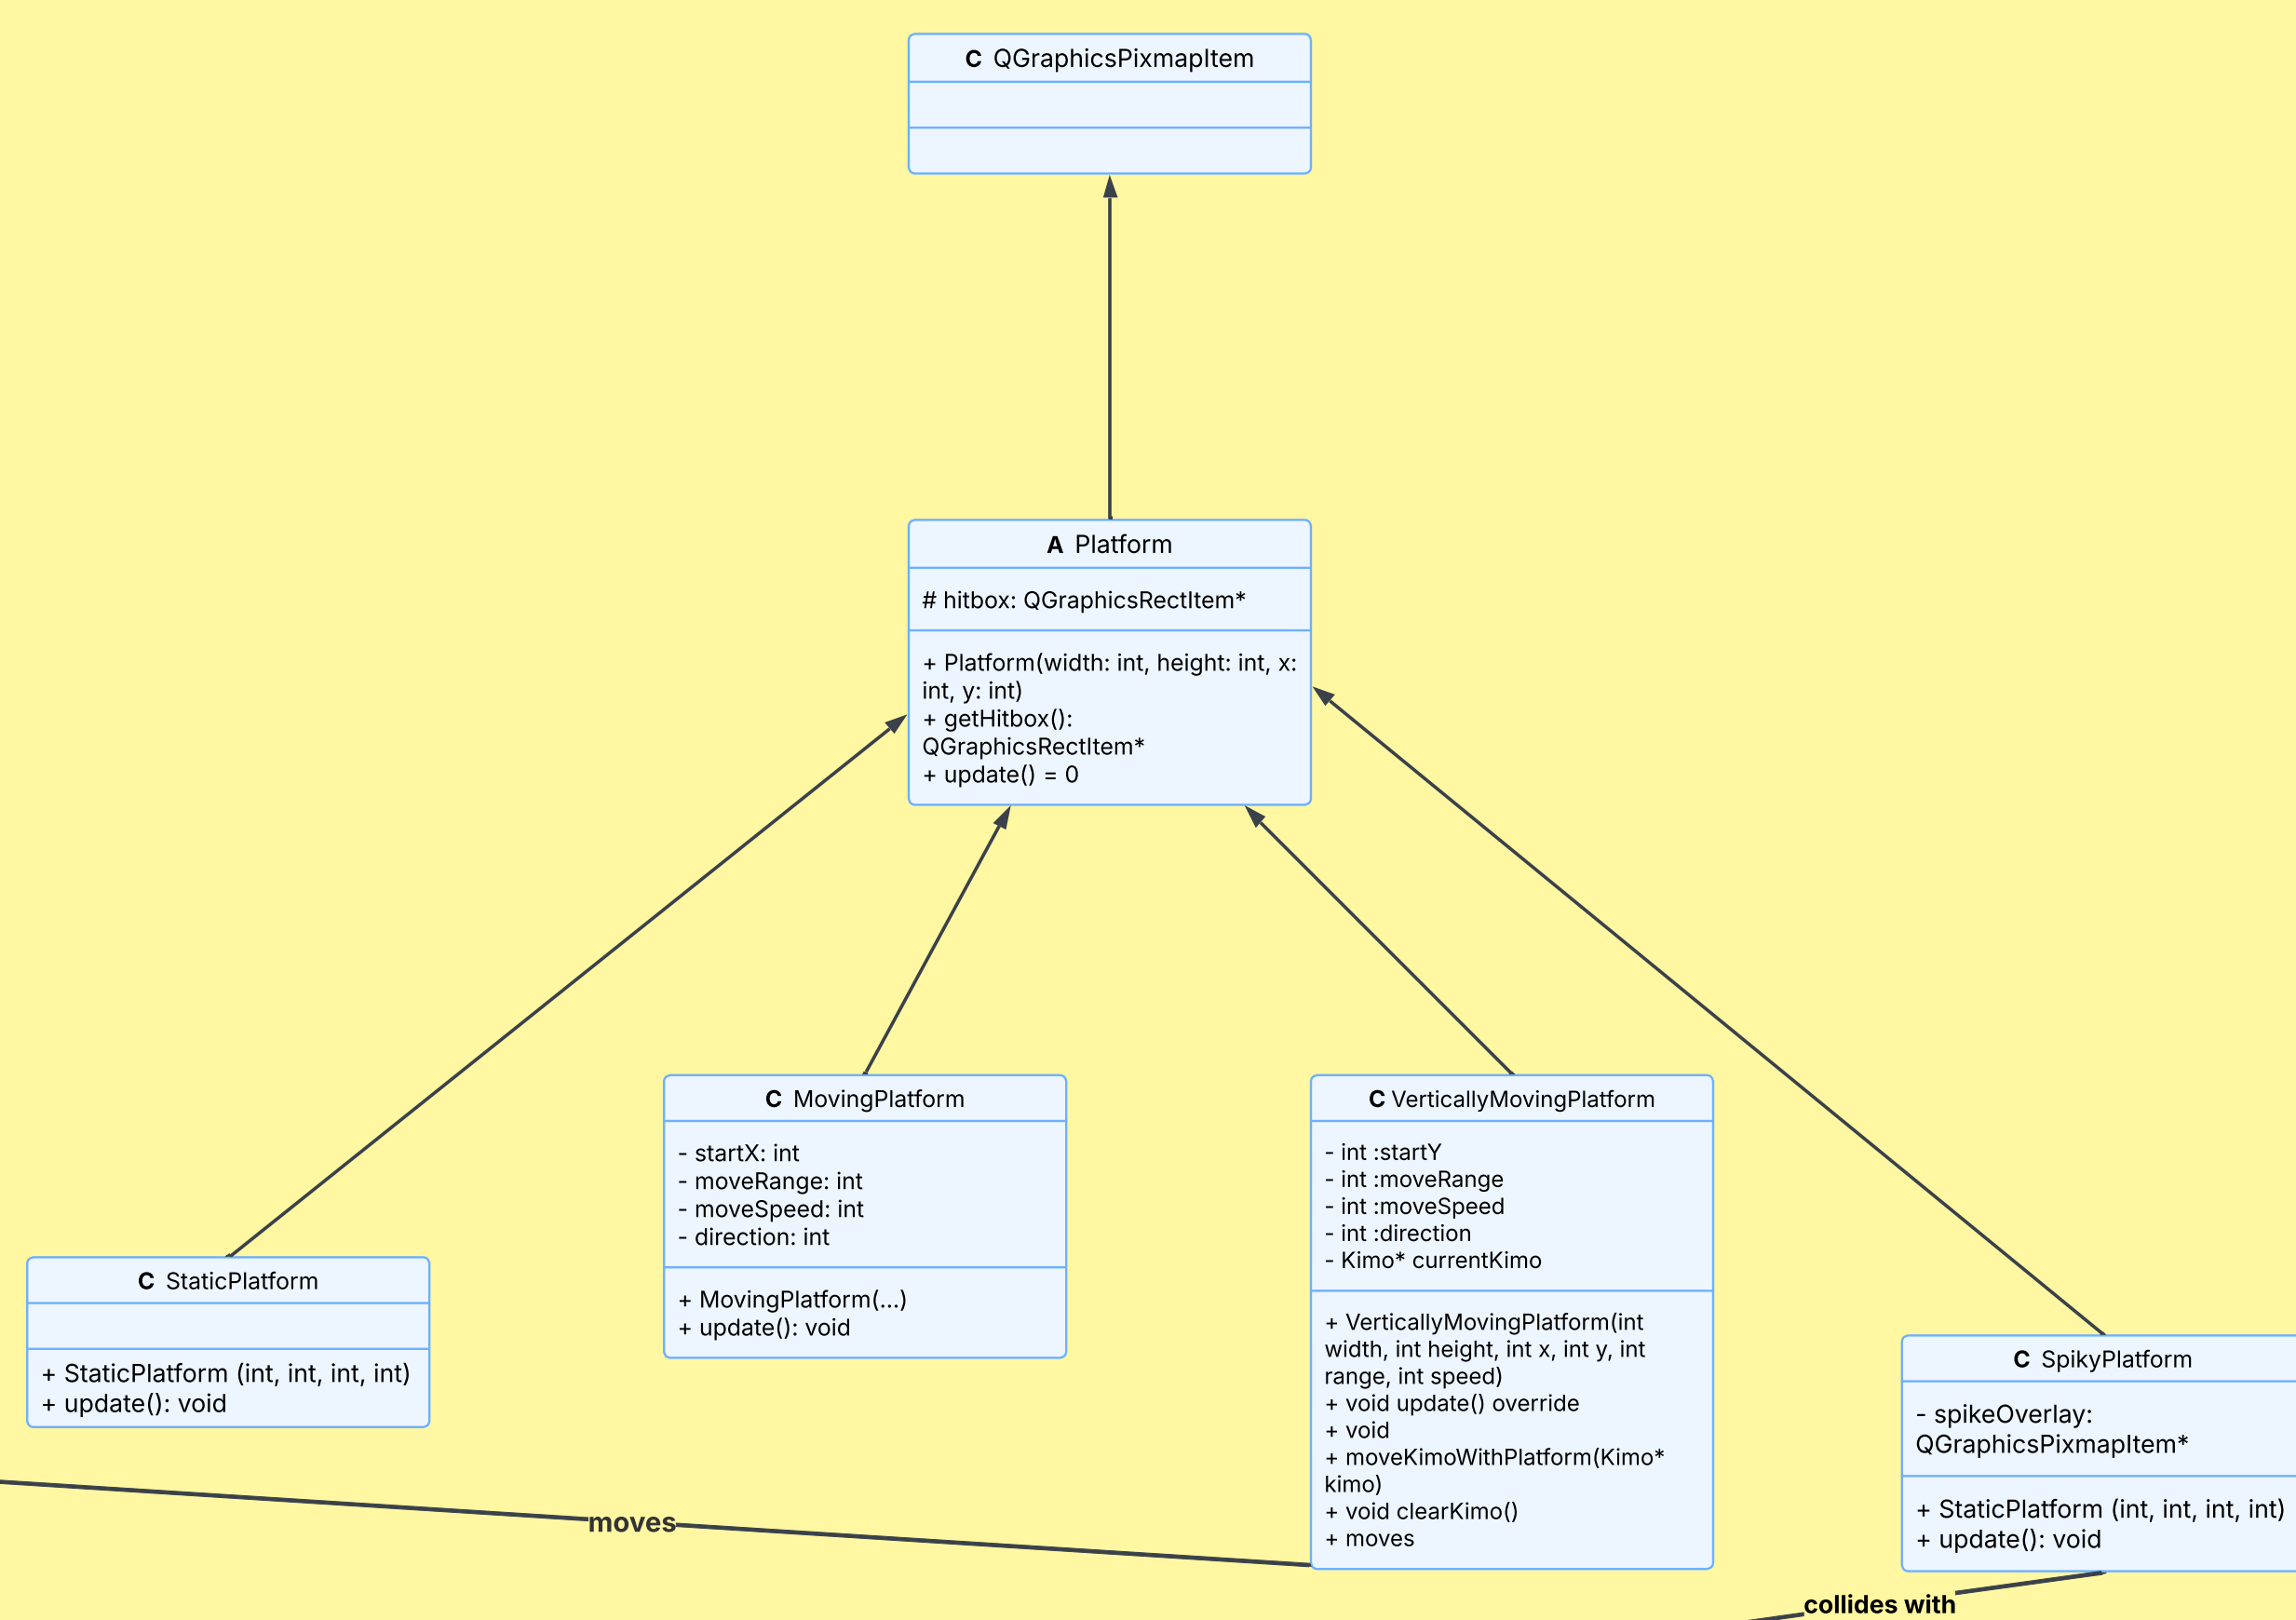 C QGraphicsPixmapItem
A Platform
# hitbox: QGraphicsRectItem*
+ Platform(width: int, height: int, x:
int, y: int)
+ getHitbox():
QGraphicsRectItem*
+ update() = 0
C MovingPlatform
- startX: int
- moveRange: int
- moveSpeed: int
- direction: int
+ MovingPlatform(...)
+ update(): void
C VerticallyMovingPlatform
- int :startY
- int :moveRange
- int :moveSpeed
- int :direction
- Kimo* currentKimo
+ VerticallyMovingPlatform(int
width, int height, int x, int y, int
range, int speed)
+ void update() override
+ void
+ moveKimoWithPlatform(Kimo*
kimo)
+ void clearKimo()
+ moves
C StaticPlatform
+ StaticPlatform (int, int, int, int)
+ update(): void
C SpikyPlatform
- spikeOverlay:
QGraphicsPixmapItem*
+ StaticPlatform (int, int, int, int)
+ update(): void
moves
collides with